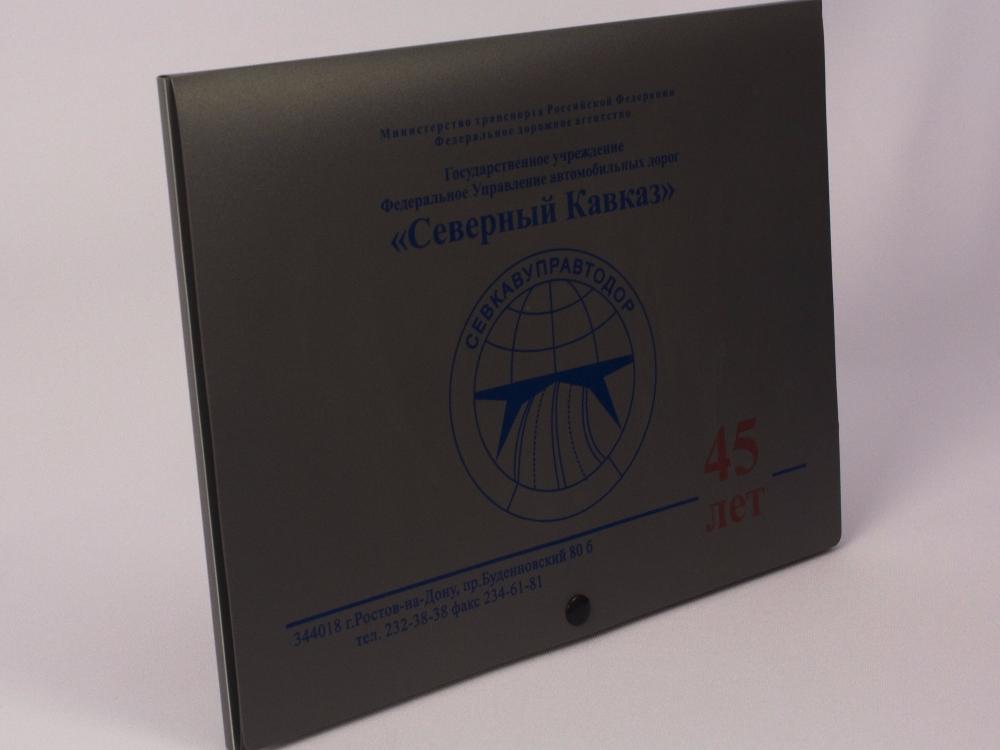 Министерство транспорта Российской Федерации
Федеральное дорожное агентство
Государственное учреждение
Федеральное Управление автомобильных дорог
«Северный Кавказ»
СЕВКАВУПРАВТОДОР
45
лет
344018 г.Ростов-на-Дону, пр.Буденновский 80 б
тел. 232-38-38 факс 234-61-81